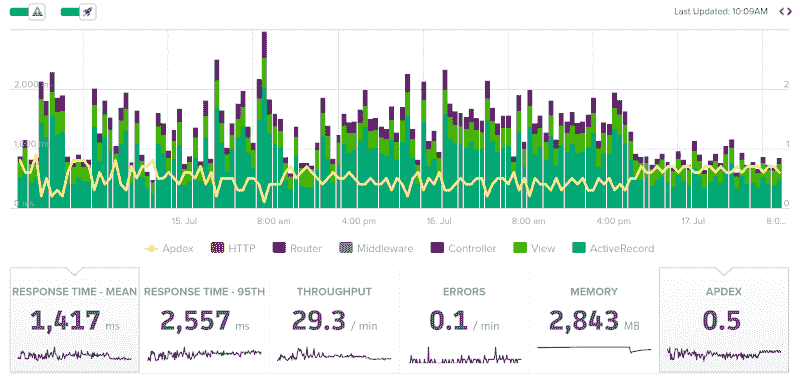 Last Updated: 10:09AM
2,000 ms 2
1,000 ms 1
0 ms 0
15. Jul 8:00 am 4:00 pm 16. Jul 8:00 am 4:00 pm 17. Jul 8:0...
Apdex HTTP Router Middleware Controller View ActiveRecord
RESPONSE TIME - MEAN RESPONSE TIME - 95TH THROUGHPUT ERRORS MEMORY APDEX
1,417 ms 2,557 ms 29.3 / min 0.1 / min 2,843 MB 0.5